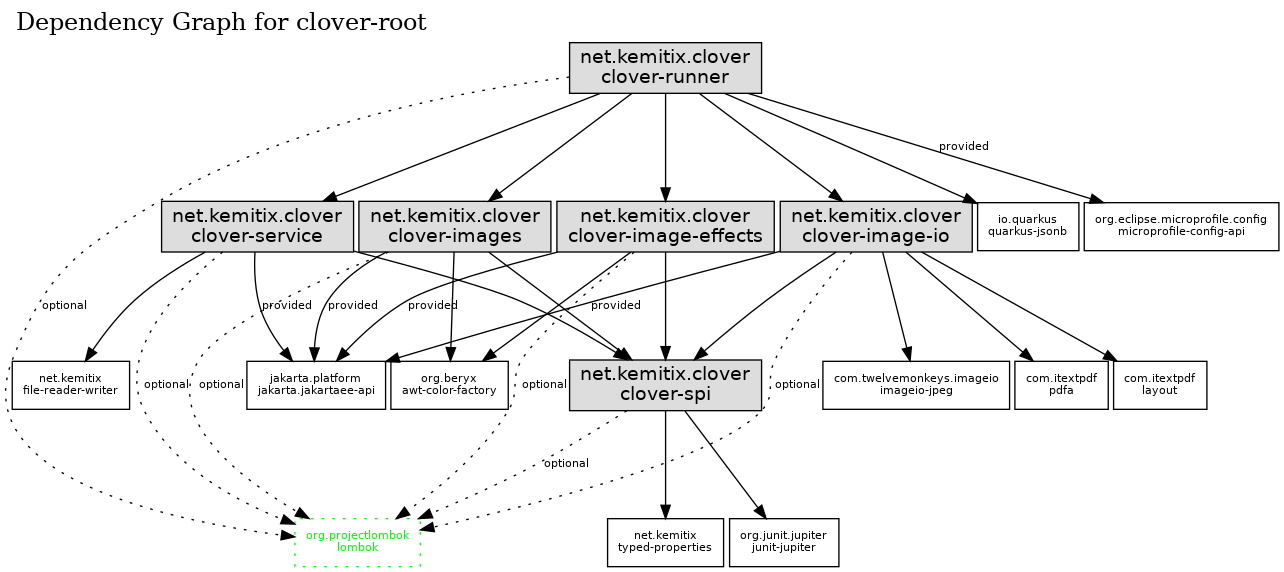 Dependency Graph for clover-root
net.kemitix.clover
clover-runner
provided
net.kemitix.clover
clover-service
net.kemitix.clover
clover-images
net.kemitix.clover
clover-image-effects
net.kemitix.clover
clover-image-io
io.quarkus
quarkus-jsonb
org.eclipse.microprofile.config
microprofile-config-api
optional
provided
provided
provided
provided
net.kemitix
file-reader-writer
optional
optional
jakarta.platform
jakarta.jakartaee-api
org.beryx
awt-color-factory
optional
net.kemitix.clover
clover-spi
optional
com.twelvemonkeys.imageio
imageio-jpeg
com.itextpdf
pdfa
com.itextpdf
layout
optional
org.projectlombok
lombok
net.kemitix
typed-properties
org.junit.jupiter
junit-jupiter